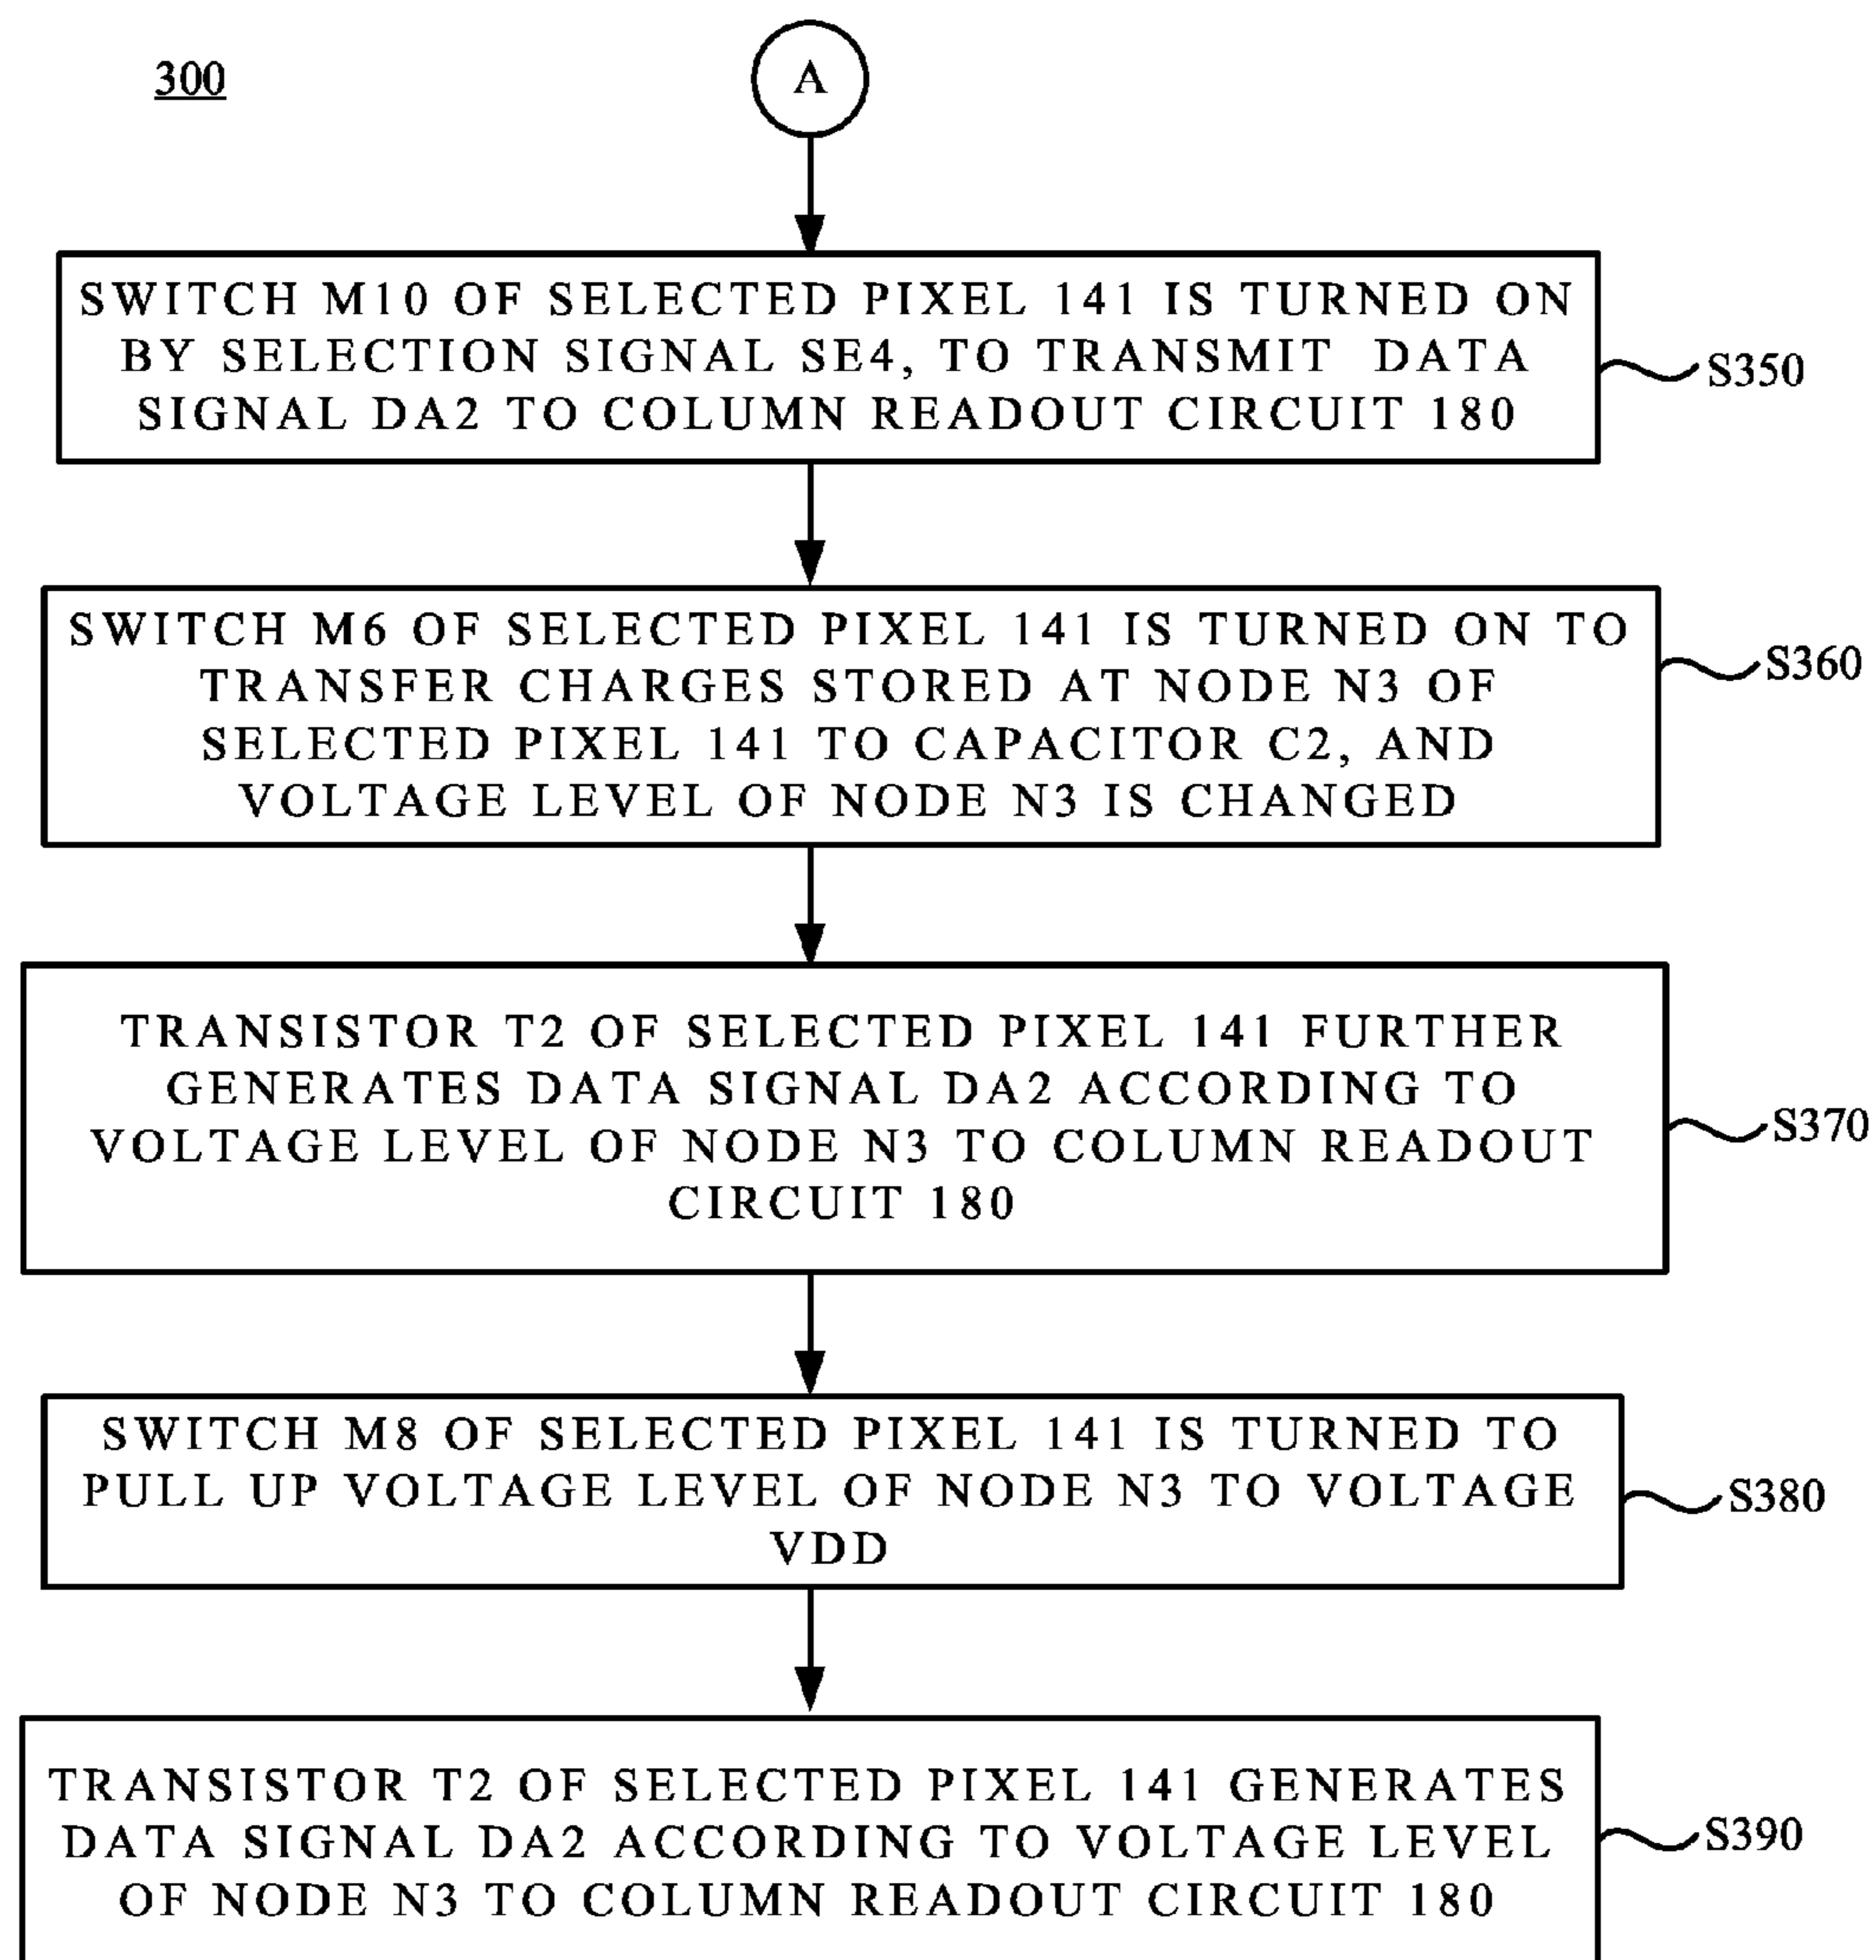 300
A
SWITCH M10 OF SELECTED PIXEL 141 IS TURNED ON
BY SELECTION SIGNAL SE4, TO TRANSMIT DATA
SIGNAL DA2 TO COLUMN READOUT CIRCUIT 180
S350
SWITCH M6 OF SELECTED PIXEL 141 IS TURNED ON TO
TRANSFER CHARGES STORED AT NODE N3 OF
SELECTED PIXEL 141 TO CAPACITOR C2, AND
VOLTAGE LEVEL OF NODE N3 IS CHANGED
S360
TRANSISTOR T2 OF SELECTED PIXEL 141 FURTHER
GENERATES DATA SIGNAL DA2 ACCORDING TO
VOLTAGE LEVEL OF NODE N3 TO COLUMN READOUT
CIRCUIT 180
S370
SWITCH M8 OF SELECTED PIXEL 141 IS TURNED TO
PULL UP VOLTAGE LEVEL OF NODE N3 TO VOLTAGE
VDD
S380
TRANSISTOR T2 OF SELECTED PIXEL 141 GENERATES
DATA SIGNAL DA2 ACCORDING TO VOLTAGE LEVEL
OF NODE N3 TO COLUMN READOUT CIRCUIT 180
S390